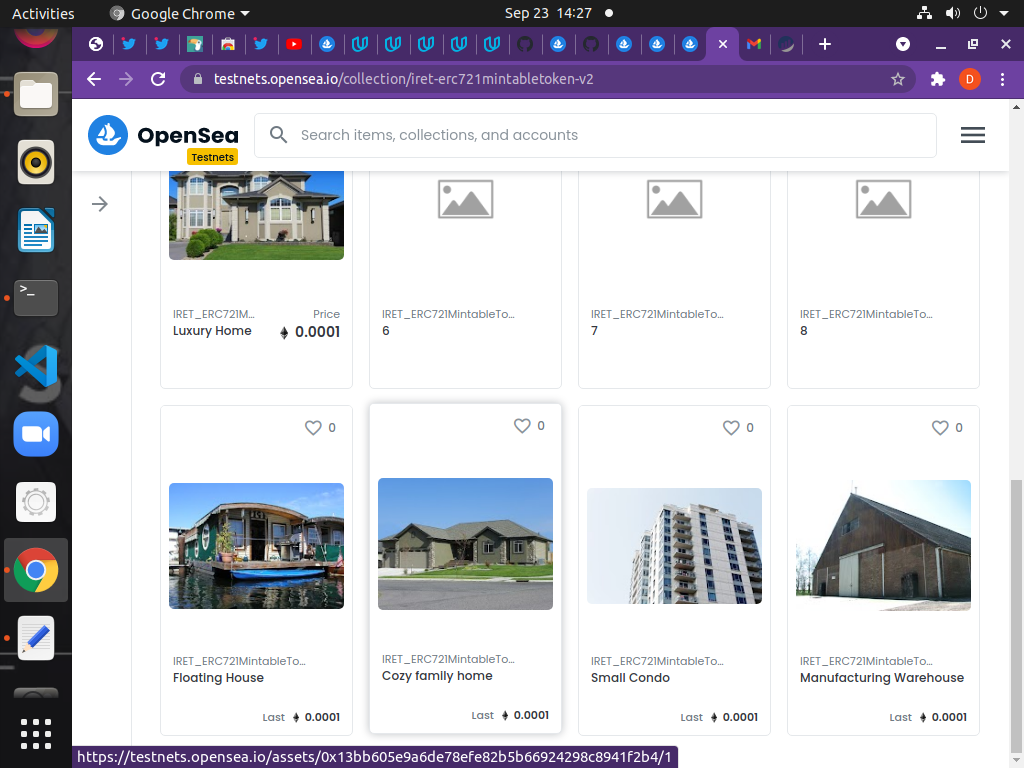 Activities
Google Chrome
Sep 23 14:27
testnets.opensea.io/collection/iret-erc721mintabletoken-v2
D
OpenSea
Testnets
Search items, collections, and accounts
IRET_ERC721M...
Price
Luxury Home
0.0001
IRET_ERC721MintableTo...
6
IRET_ERC721MintableTo...
7
IRET_ERC721MintableTo...
8
0
IRET_ERC721MintableTo...
Floating House
Last 0.0001
0
IRET_ERC721MintableTo...
Cozy family home
Last 0.0001
0
IRET_ERC721MintableTo...
Small Condo
Last 0.0001
0
IRET_ERC721MintableTo...
Manufacturing Warehouse
Last 0.0001
https://testnets.opensea.io/assets/0x13bb605e9a6de78efe82b5b66924298c8941f2b4/1